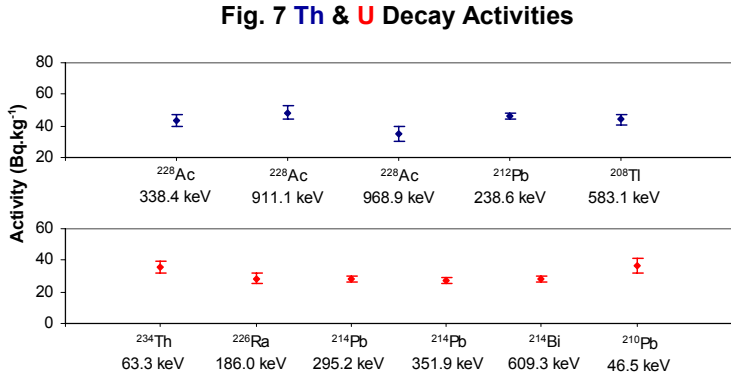 Fig. 7 Th & U Decay Activities
Activity (Bq.kg⁻¹)
80
60
40
20
²²⁸Ac ²²⁸Ac ²²⁸Ac ²¹²Pb ²⁰⁸Tl
338.4 keV 911.1 keV 968.9 keV 238.6 keV 583.1 keV
60
40
20
0
²³⁴Th ²²⁶Ra ²¹⁴Pb ²¹⁴Pb ²¹⁴Bi ²¹⁰Pb
63.3 keV 186.0 keV 295.2 keV 351.9 keV 609.3 keV 46.5 keV